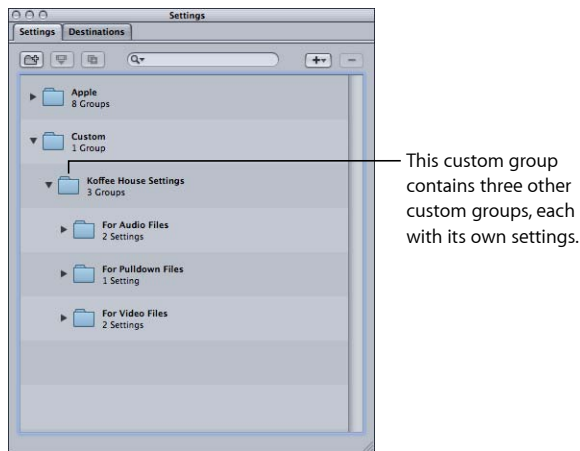 Settings
Settings
Destinations
Apple
8 Groups
Custom
1 Group
Koffee House Settings
3 Groups
For Audio Files
2 Settings
For Pulldown Files
1 Setting
For Video Files
2 Settings
This custom group
contains three other
custom groups, each
with its own settings.